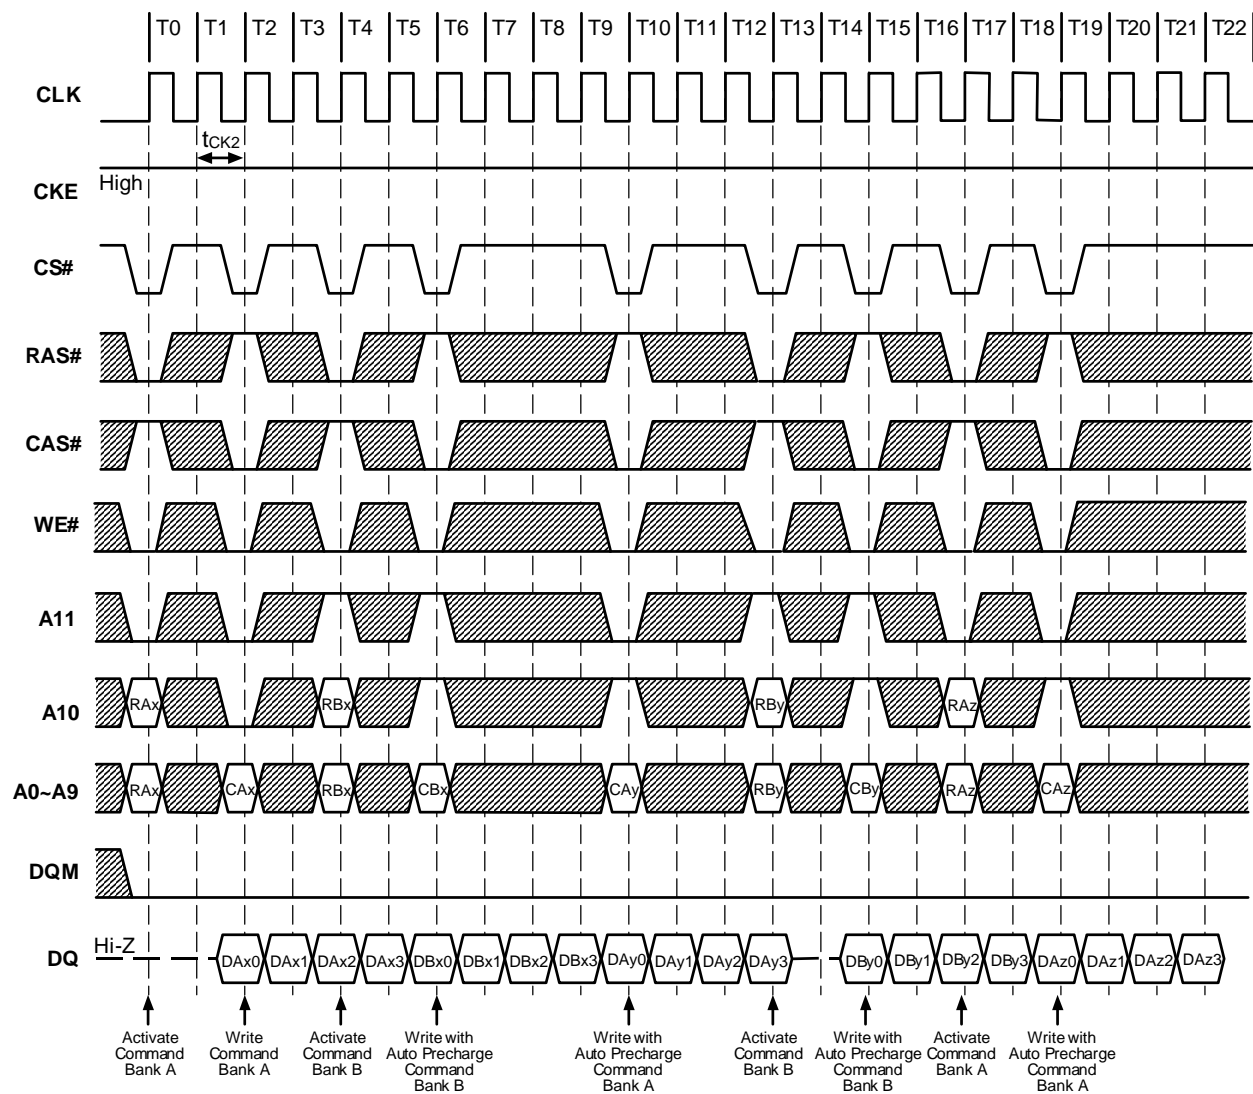 T0 T1 T2 T3 T4 T5 T6 T7 T8 T9 T10 T11 T12 T13 T14 T15 T16 T17 T18 T19 T20 T21 T22
CLK
tCK2
High
CKE
CS#
RAS#
CAS#
WE#
A11
A10 RAx RBx RBy RAz
A0~A9 RAx CAx RBx CBx CAy RBy CBy RAz CAz
DQM
DQ Hi-Z DAx0 DAx1 DAx2 DAx3 DBx0 DBx1 DBx2 DBx3 DAy0 DAy1 DAy2 DAy3 DBy0 DBy1 DBy2 DBy3 DAz0 DAz1 DAz2 DAz3
Activate
Command
Bank A
Write
Command
Bank A
Activate
Command
Bank B
Write with
Auto Precharge
Command
Bank B
Write with
Auto Precharge
Command
Bank A
Activate
Command
Bank B
Write with
Auto Precharge
Command
Bank B
Activate
Command
Bank A
Write with
Auto Precharge
Command
Bank A